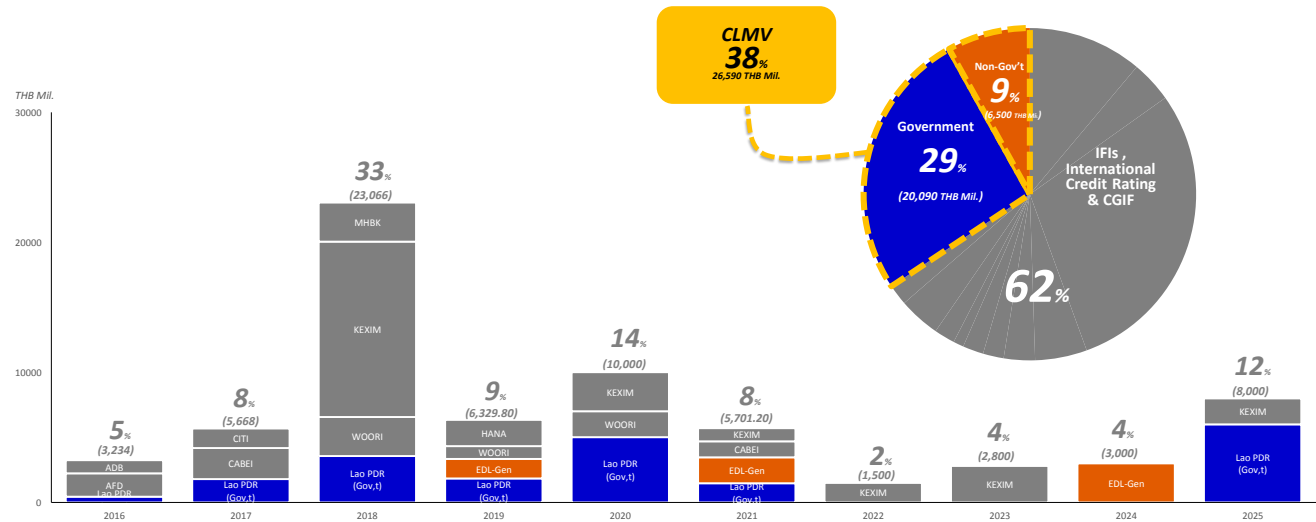 CLMV
38%
26,590 THB Mil.
Non-Gov't
9%
(6,500 THB Mil.)
Government
29%
(20,090 THB Mil.)
IFIs ,
International
Credit Rating
& CGIF
62%
THB Mil.
30000
20000
10000
0
5%
(3,234)
ADB
AFD
Lao PDR
2016
8%
(5,668)
CITI
CABEI
Lao PDR
(Gov,t)
2017
33%
(23,066)
MHBK
KEXIM
WOORI
Lao PDR
(Gov,t)
2018
9%
(6,329.80)
HANA
WOORI
EDL-Gen
Lao PDR
(Gov,t)
2019
14%
(10,000)
KEXIM
WOORI
Lao PDR
(Gov,t)
2020
8%
(5,701.20)
KEXIM
CABEI
EDL-Gen
Lao PDR
(Gov,t)
2021
2%
(1,500)
KEXIM
2022
4%
(2,800)
KEXIM
2023
4%
(3,000)
EDL-Gen
2024
12%
(8,000)
KEXIM
Lao PDR
(Gov,t)
2025